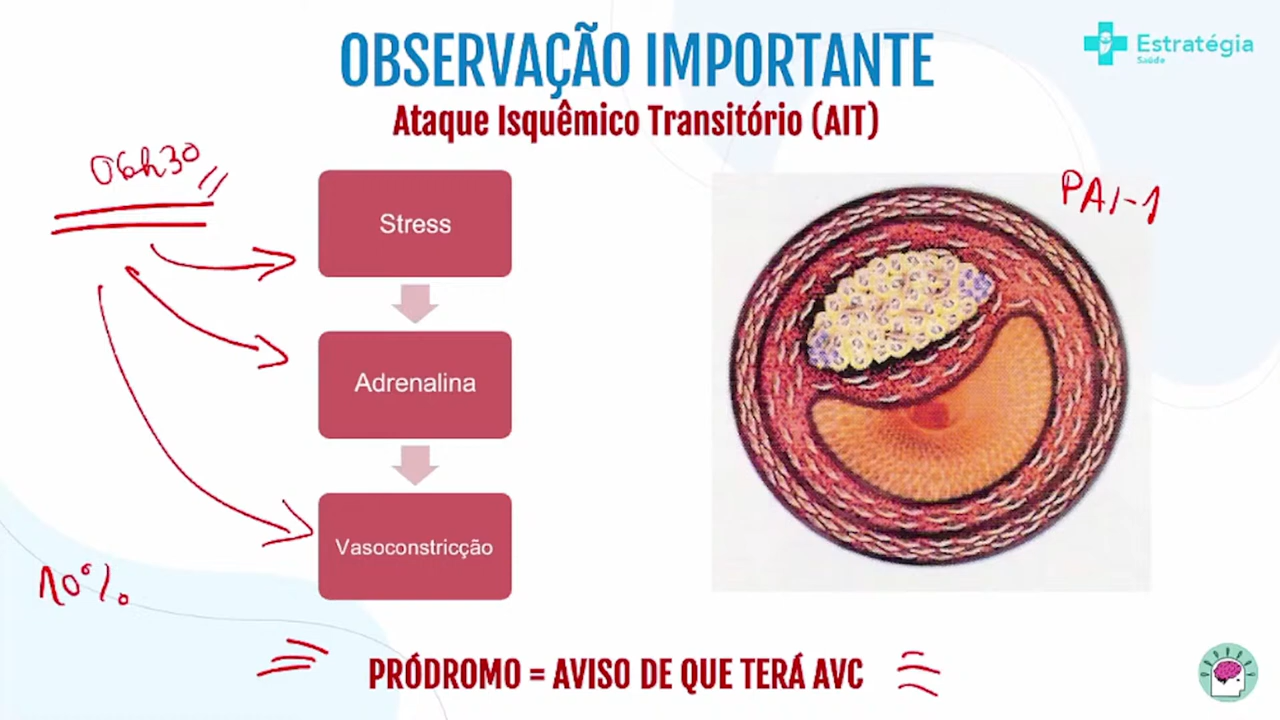 OBSERVAÇÃO IMPORTANTE
Estratégia
Saúde
Ataque Isquêmico Transitório (AIT)
06h30
PAI-1
Stress
Adrenalina
Vasoconstricção
10%
PRÓDROMO = AVISO DE QUE TERÁ AVC